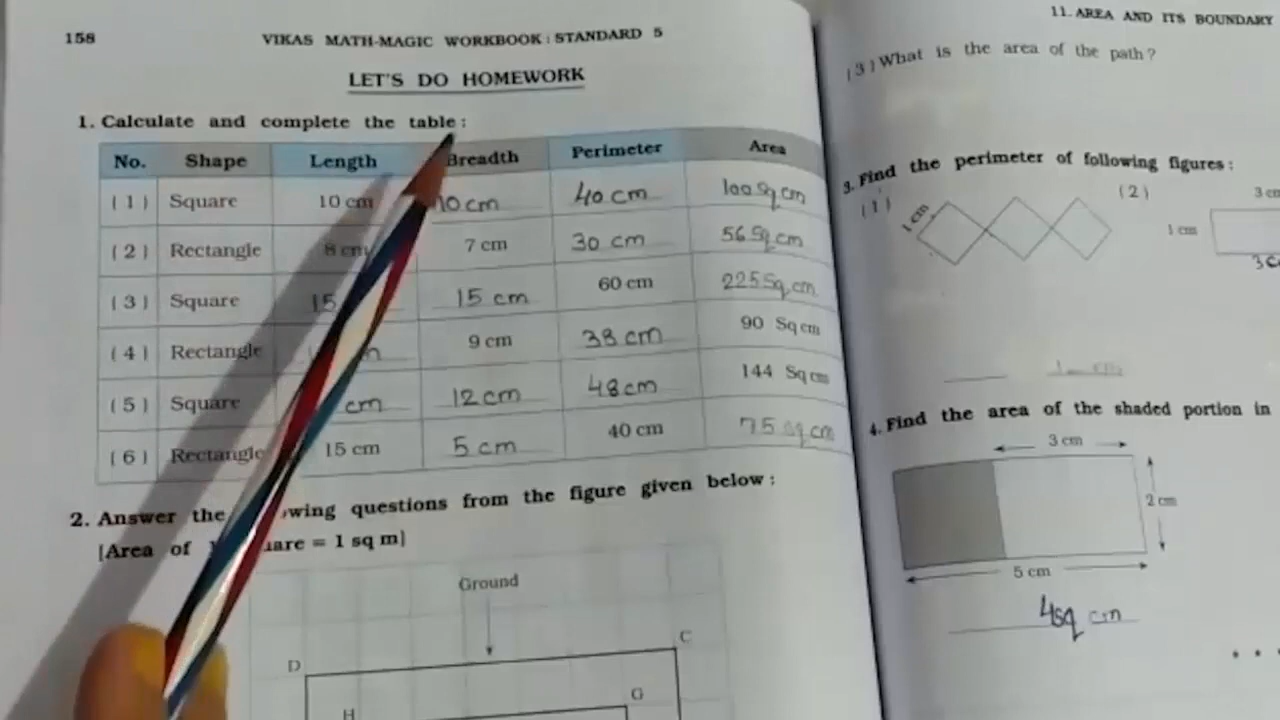 158
VIKAS MATH-MAGIC WORKBOOK : STANDARD 5
LET'S DO HOMEWORK
1. Calculate and complete the table :
No. Shape Length Breadth Perimeter Area
(1) Square 10 cm 10 cm 40 cm 100 Sq cm
(2) Rectangle 8 cm 7 cm 30 cm 56 Sq cm
(3) Square 15 15 cm 60 cm 225 Sq cm
(4) Rectangle 9 cm 38 cm 90 Sq cm
(5) Square cm 12 cm 48 cm 144 Sq cm
(6) Rectangle 15 cm 5 cm 40 cm 75 sq cm
2. Answer the from the figure given below :
[Area of = 1 sq m]
Ground
D
C
G
H
11. AREA AND ITS BOUNDARY
(3) What is the area of the path ?
3. Find the perimeter of following figures :
(1)
1 cm
(2)
3 cm
1 cm
4. Find the area of the shaded portion in
3 cm
2 cm
5 cm
4 sq cm